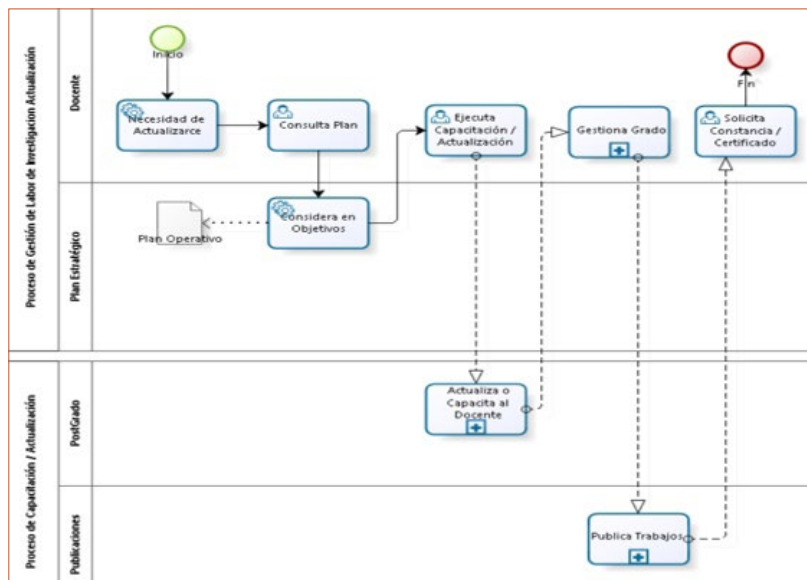 Proceso de Gestión de Labor de Investigacion Actualización
Docente
Inicio
Necesidad de
Actualizarce
Consulta Plan
Ejecuta
Capacitación /
Actualización
Gestiona Grado
Solicita
Constancia /
Certificado
Fin
Plan Estratégico
Plan Operativo
Considera en
Objetivos
Proceso de Capacitación / Actualización
PostGrado
Actualiza o
Capacita al
Docente
Publicaciones
Publica Trabajos